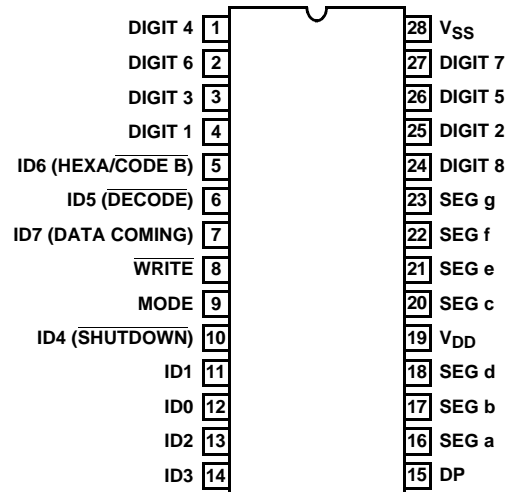 DIGIT 4 1 28 VSS
DIGIT 6 2 27 DIGIT 7
DIGIT 3 3 26 DIGIT 5
DIGIT 1 4 25 DIGIT 2
ID6 (HEXA/CODE B) 5 24 DIGIT 8
ID5 (DECODE) 6 23 SEG g
ID7 (DATA COMING) 7 22 SEG f
WRITE 8 21 SEG e
MODE 9 20 SEG c
ID4 (SHUTDOWN) 10 19 VDD
ID1 11 18 SEG d
ID0 12 17 SEG b
ID2 13 16 SEG a
ID3 14 15 DP